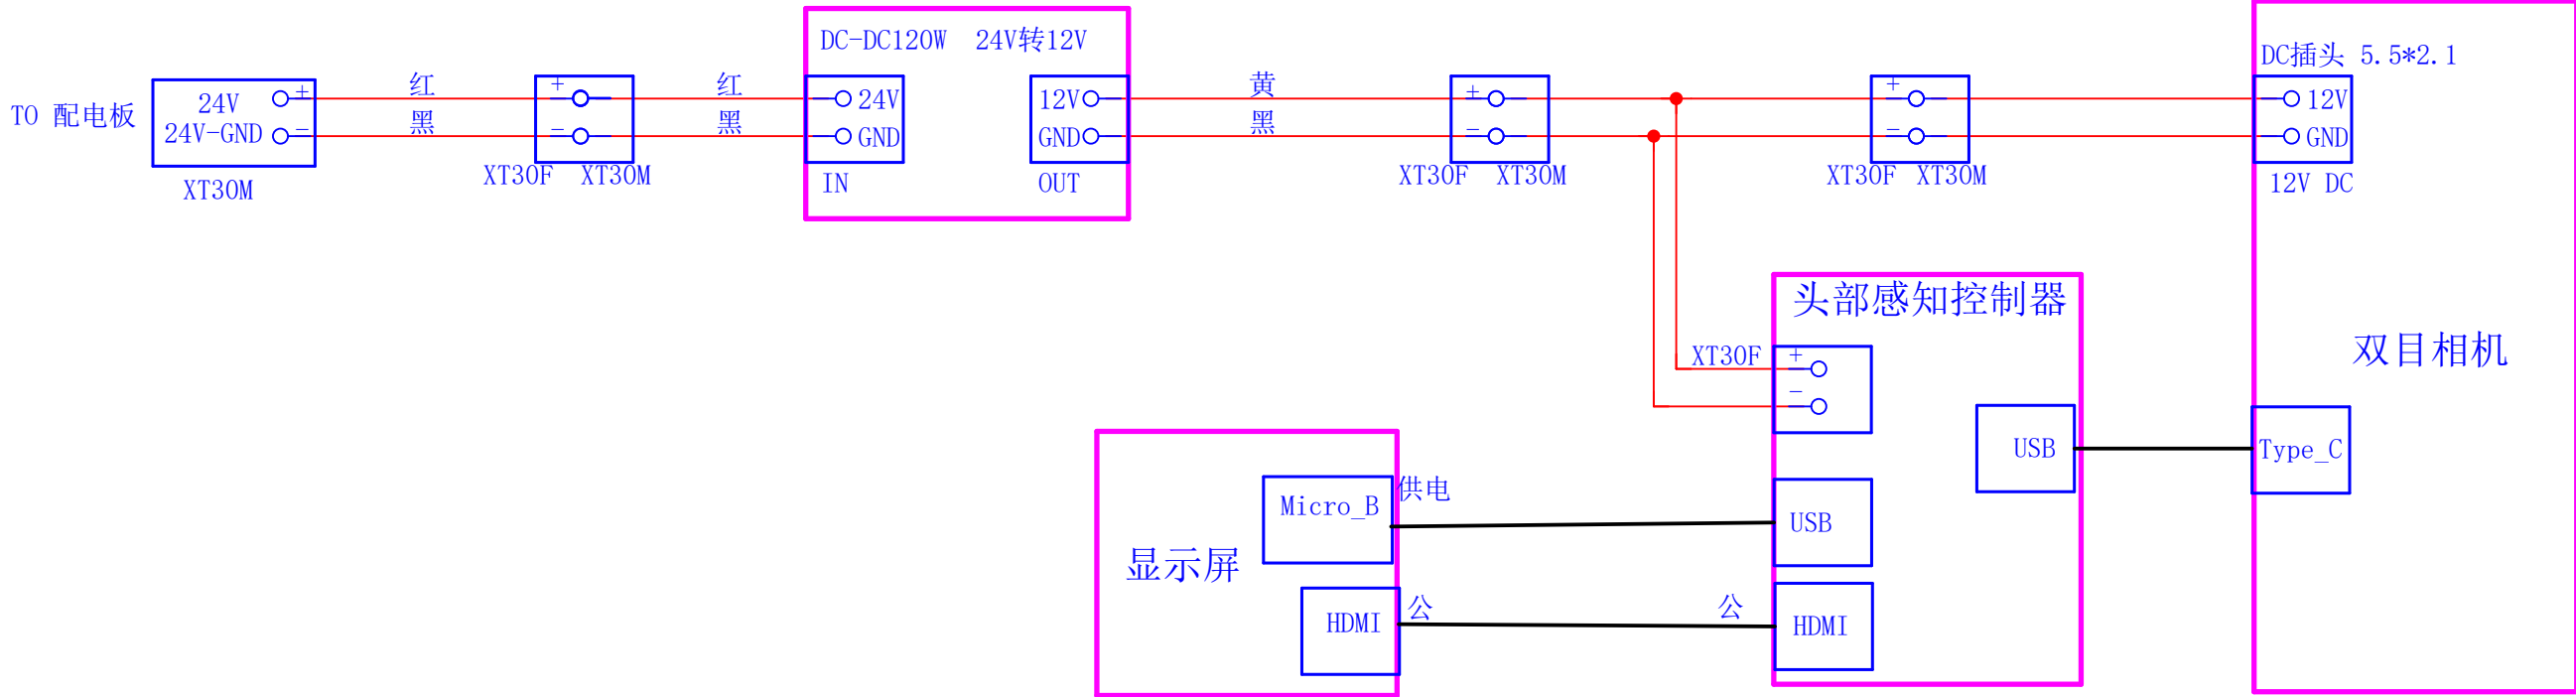 TO 配电板
24V
24V-GND
+
-
XT30M
红
黑
+
-
XT30F XT30M
红
黑
DC-DC120W 24V转12V
24V
GND
IN
12V
GND
OUT
黄
黑
+
-
XT30F XT30M
+
-
XT30F XT30M
DC插头 5.5*2.1
12V
GND
12V DC
双目相机
Type_C
头部感知控制器
XT30F
+
-
USB
USB
HDMI
公
供电
Micro_B
显示屏
HDMI
公